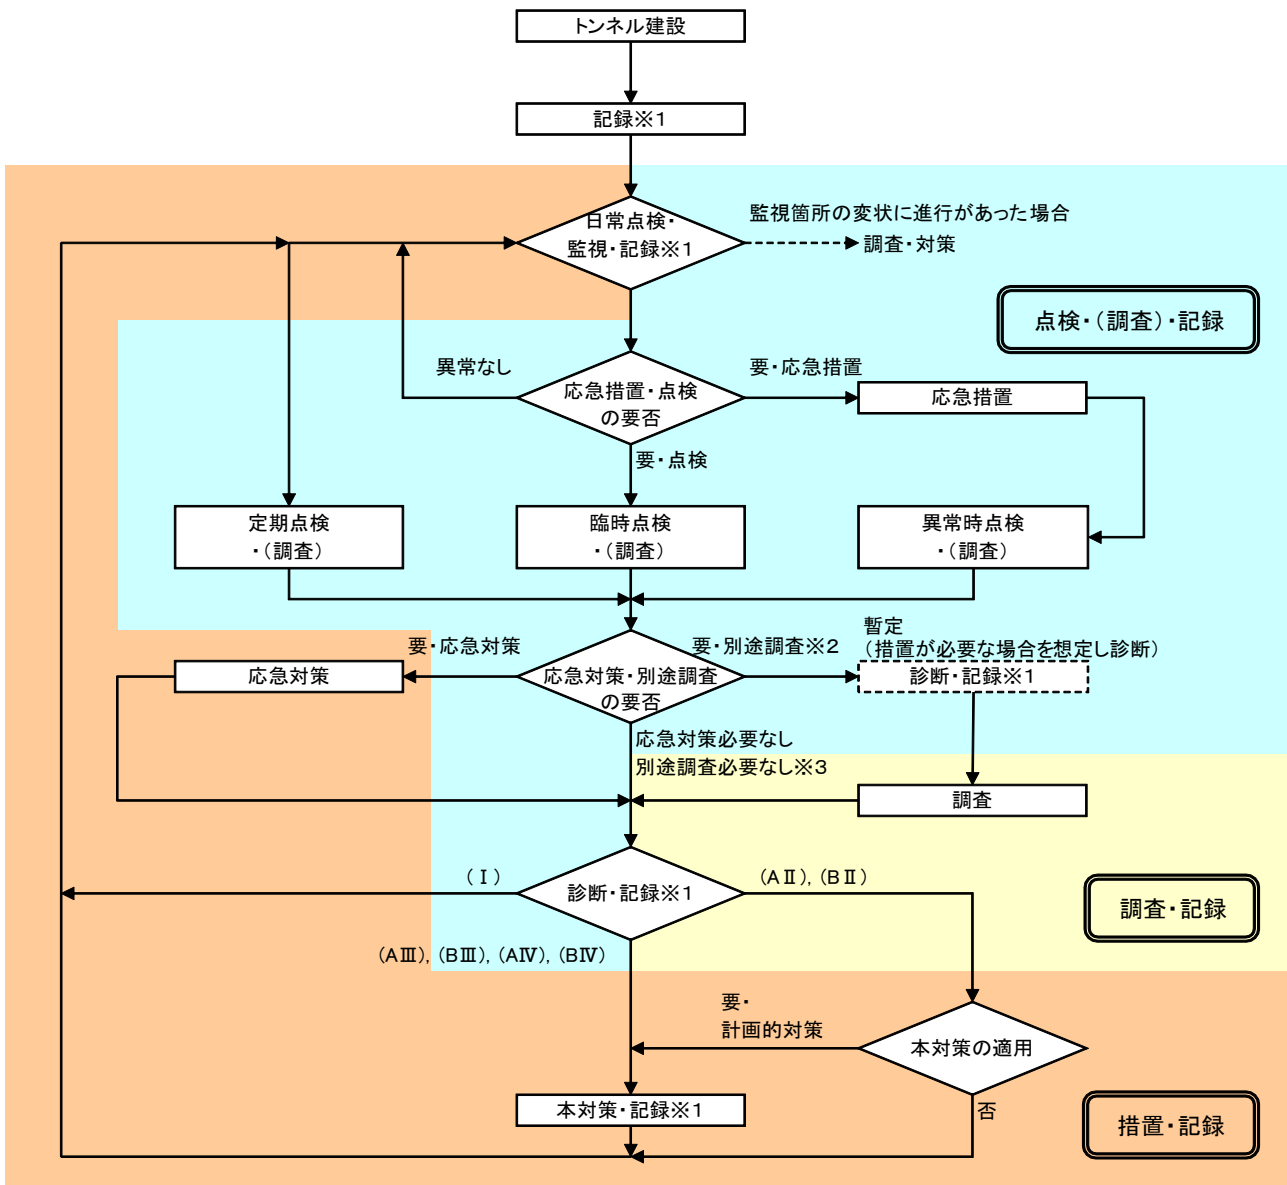 トンネル建設
記録※1
日常点検・
監視・記録※1
監視箇所の変状に進行があった場合
調査・対策
点検・(調査)・記録
異常なし
応急措置・点検
の要否
要・応急措置
応急措置
要・点検
定期点検
・(調査)
臨時点検
・(調査)
異常時点検
・(調査)
要・応急対策
応急対策
応急対策・別途調査
の要否
要・別途調査※2
暫定
(措置が必要な場合を想定し診断)
診断・記録※1
応急対策必要なし
別途調査必要なし※3
調査
(Ⅰ)
診断・記録※1
(AⅡ), (BⅡ)
調査・記録
(AⅢ), (BⅢ), (AⅣ), (BⅣ)
要・
計画的対策
本対策の適用
本対策・記録※1
否
措置・記録